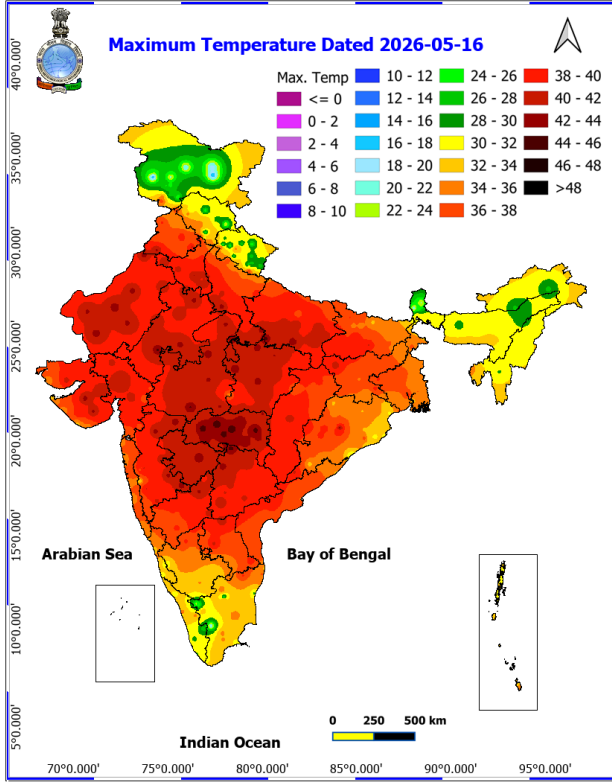 Maximum Temperature Dated 2026-05-16
Max. Temp
<= 0
0 - 2
2 - 4
4 - 6
6 - 8
8 - 10
10 - 12
12 - 14
14 - 16
16 - 18
18 - 20
20 - 22
22 - 24
24 - 26
26 - 28
28 - 30
30 - 32
32 - 34
34 - 36
36 - 38
38 - 40
40 - 42
42 - 44
44 - 46
46 - 48
>48
40°0.000'
35°0.000'
30°0.000'
25°0.000'
20°0.000'
15°0.000'
10°0.000'
5°0.000'
Arabian Sea
Bay of Bengal
0 250 500 km
Indian Ocean
70°0.000' 75°0.000' 80°0.000' 85°0.000' 90°0.000' 95°0.000'